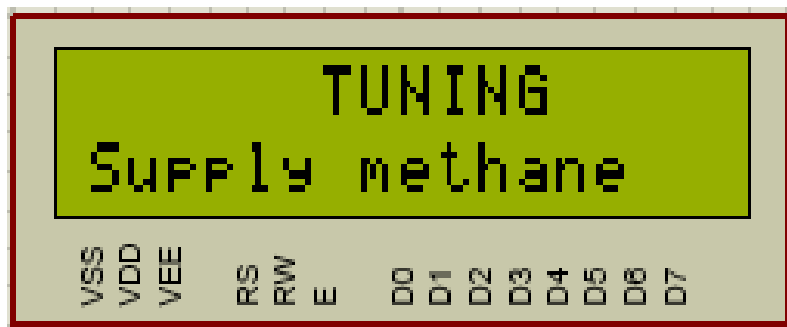 TUNING
Supply methane
VSS VDD VEE RS RW E D0 D1 D2 D3 D4 D5 D6 D7